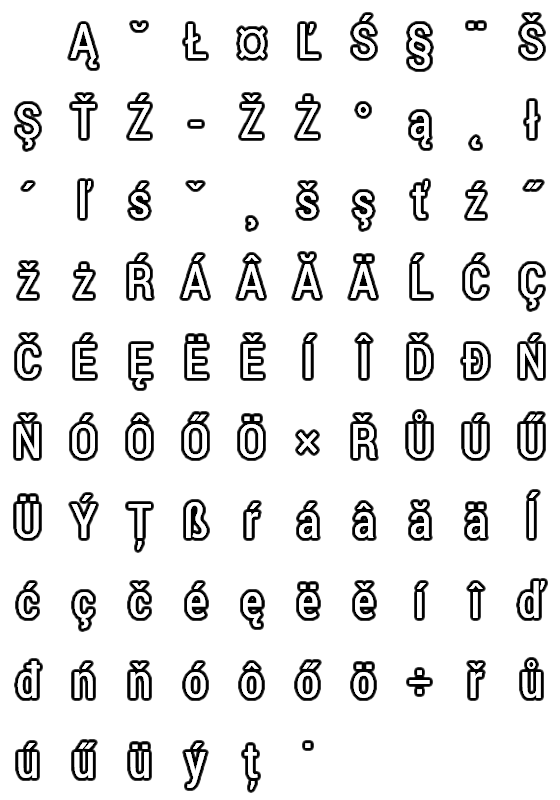 Ą ˘ Ł ¤ Ľ Ś § ¨ Š
Ş Ť Ź - Ž Ż ° ą ˛ ł
´ ľ ś ˇ ¸ š ş ť ź ˝
ž ż Ŕ Á Â Ă Ä Ĺ Ć Ç
Č É Ę Ë Ě Í Î Ď Đ Ń
Ň Ó Ô Ő Ö × Ř Ů Ú Ű
Ü Ý Ţ ß ŕ á â ă ä ĺ
ć ç č é ę ë ě í î ď
đ ń ň ó ô ő ö ÷ ř ů
ú ű ü ý ţ ˙